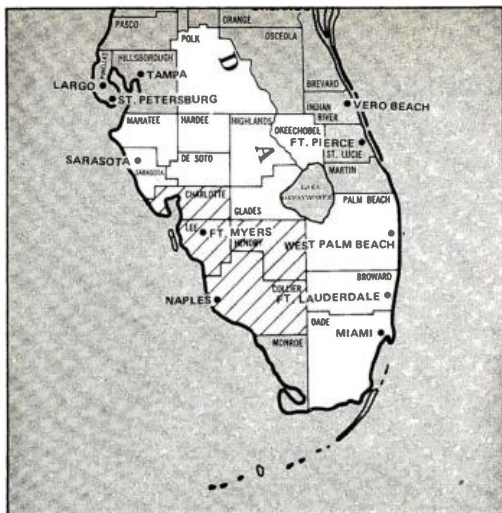 ORANGE
PASCO
POLK
OSCEOLA
HILLSBOROUGH
D
TAMPA
LARGO
BREVARD
ST. PETERSBURG
INDIAN
RIVER
VERO BEACH
MANATEE
HARDEE
HIGHLANDS
OKEECHOBEE
FT. PIERCE
ST. LUCIE
SARASOTA
DE SOTO
A
MARTIN
SARASOTA
CHARLOTTE
LAKE
PALM BEACH
GLADES
LEE
FT. MYERS
HENDRY
WEST PALM BEACH
BROWARD
COLLIER
NAPLES
FT. LAUDERDALE
DADE
MIAMI
MONROE